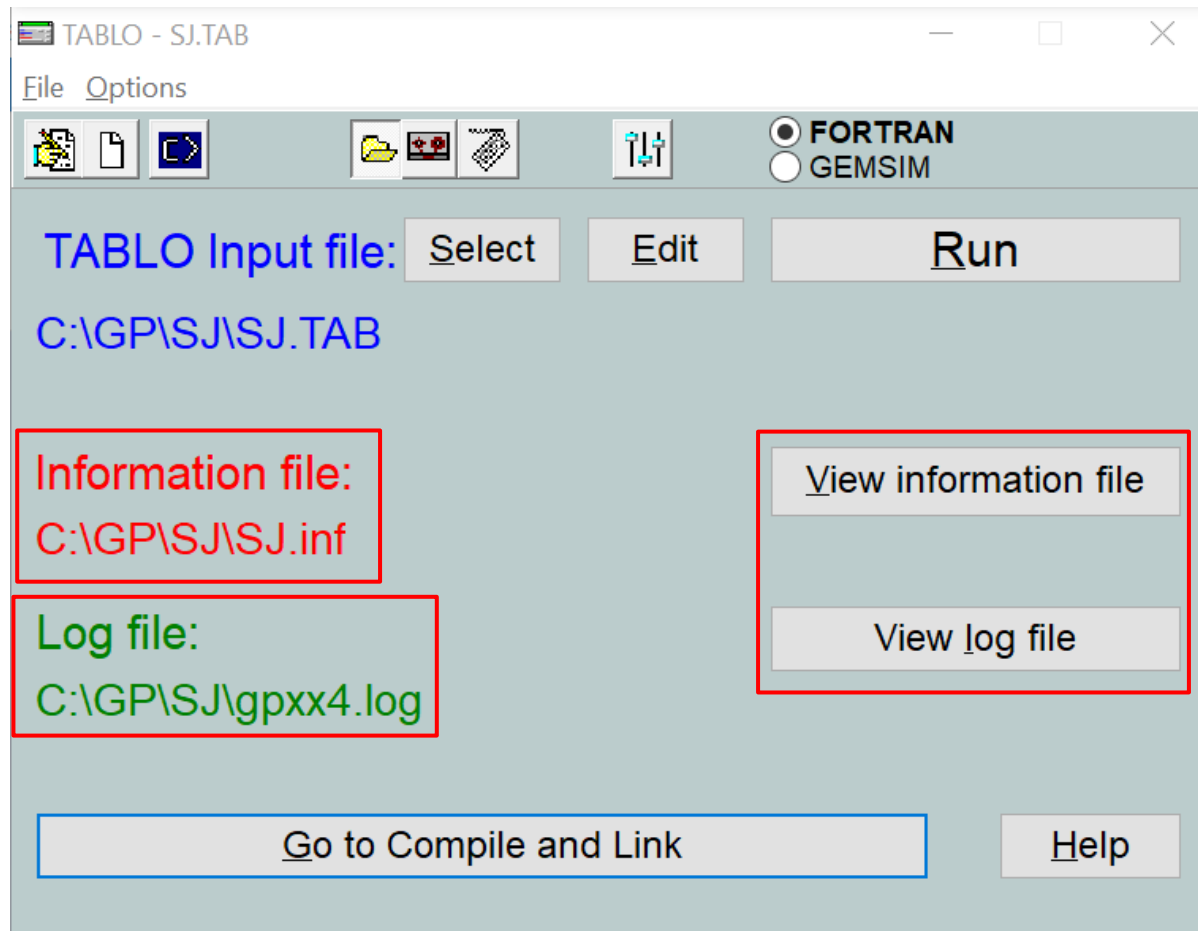 TABLO - SJ.TAB
File Options
FORTRAN
GEMSIM
TABLO Input file: Select Edit Run
C:\GP\SJ\SJ.TAB
Information file: View information file
C:\GP\SJ\SJ.inf
Log file: View log file
C:\GP\SJ\gpxx4.log
Go to Compile and Link Help